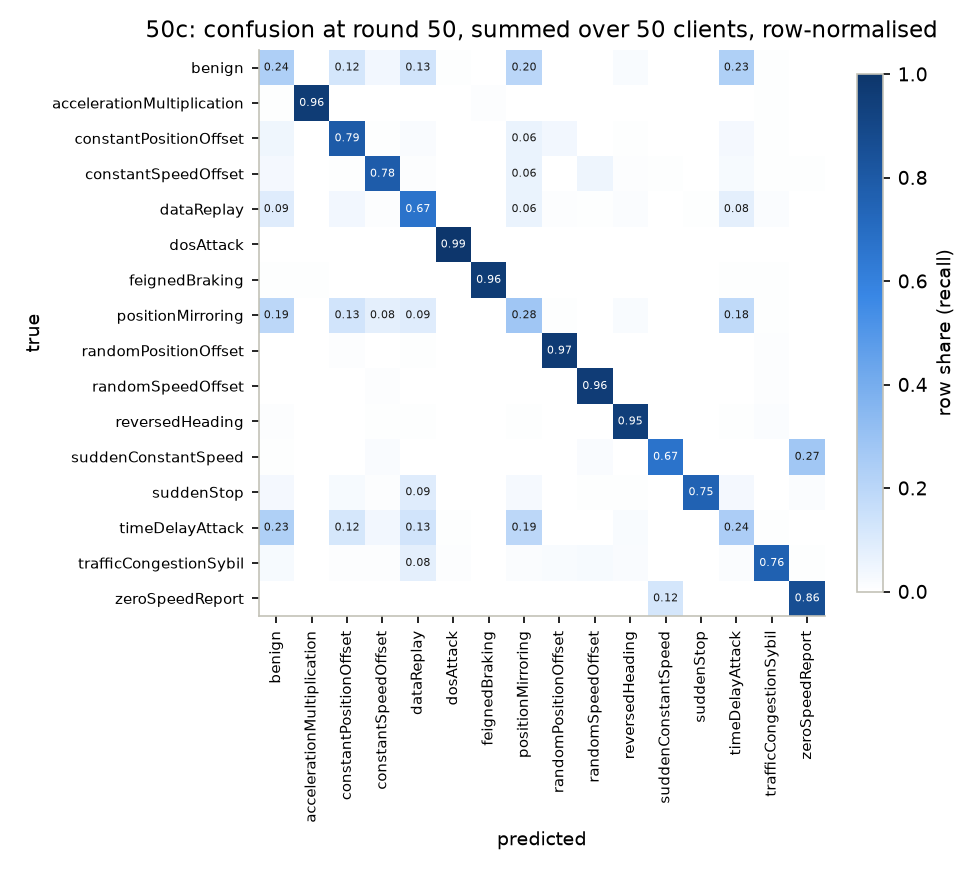 50c: confusion at round 50, summed over 50 clients, row-normalised
benign 0.24 0.12 0.13 0.20 0.23
accelerationMultiplication 0.96
constantPositionOffset 0.79 0.06
constantSpeedOffset 0.78 0.06
dataReplay 0.09 0.67 0.06 0.08
dosAttack 0.99
feignedBraking 0.96
positionMirroring 0.19 0.13 0.08 0.09 0.28 0.18
randomPositionOffset 0.97
randomSpeedOffset 0.96
reversedHeading 0.95
suddenConstantSpeed 0.67 0.27
suddenStop 0.09 0.75
timeDelayAttack 0.23 0.12 0.13 0.19 0.24
trafficCongestionSybil 0.08 0.76
zeroSpeedReport 0.12 0.86
true
benign
accelerationMultiplication
constantPositionOffset
constantSpeedOffset
dataReplay
dosAttack
feignedBraking
positionMirroring
randomPositionOffset
randomSpeedOffset
reversedHeading
suddenConstantSpeed
suddenStop
timeDelayAttack
trafficCongestionSybil
zeroSpeedReport
predicted
1.0
0.8
0.6
0.4
0.2
0.0
row share (recall)